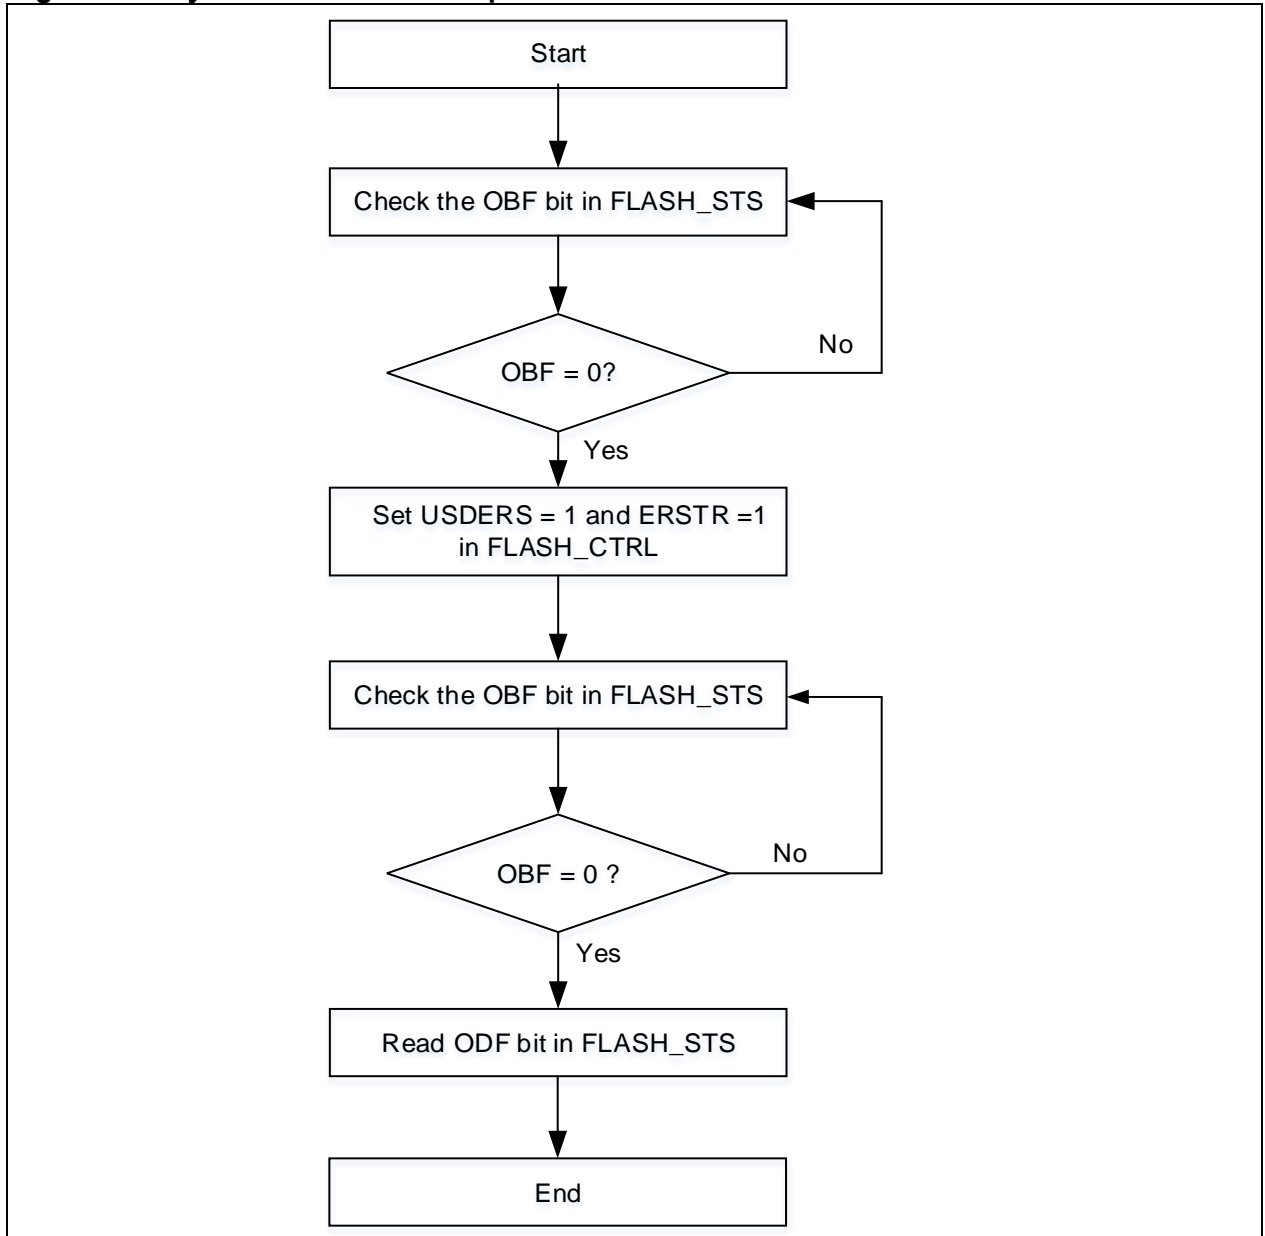 Start
Check the OBF bit in FLASH_STS
No
OBF = 0?
Yes
Set USDERS = 1 and ERSTR =1
in FLASH_CTRL
Check the OBF bit in FLASH_STS
No
OBF = 0 ?
Yes
Read ODF bit in FLASH_STS
End